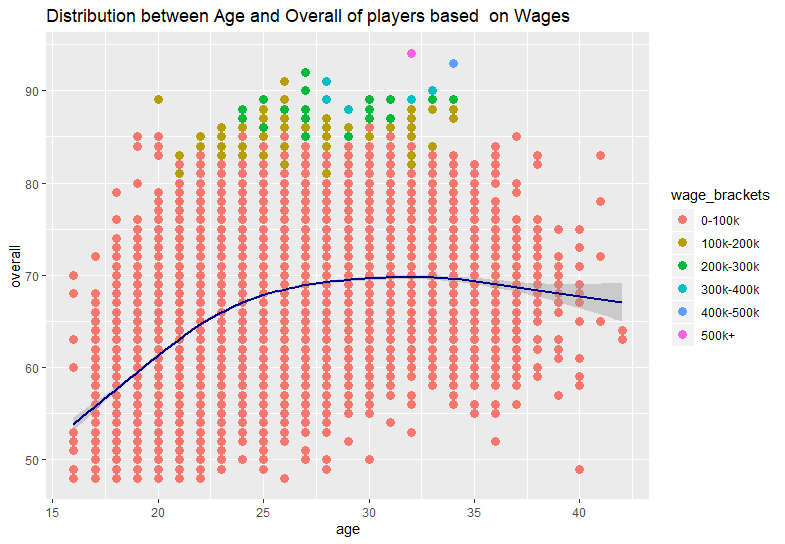 Distribution between Age and Overall of players based  on Wages
90
80
70
60
50
overall
15 20 25 30 35 40
age
wage_brackets
0-100k
100k-200k
200k-300k
300k-400k
400k-500k
500k+